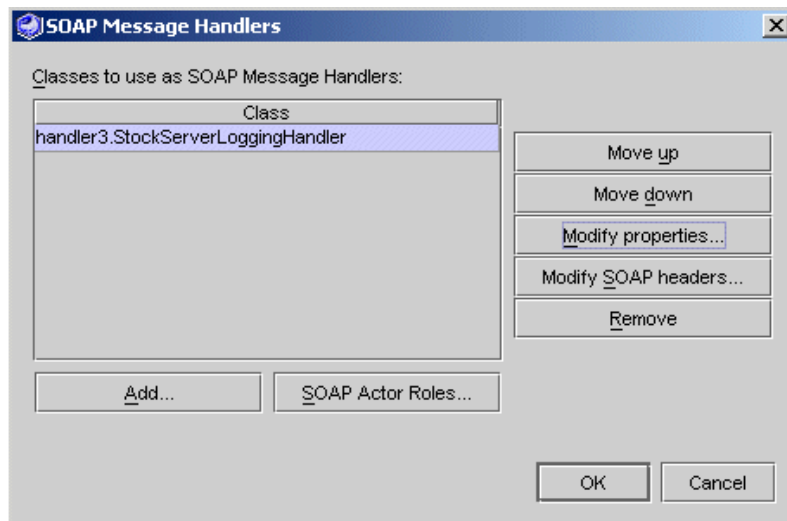 SOAP Message Handlers
Classes to use as SOAP Message Handlers:
Class
handler3.StockServerLoggingHandler
Move up
Move down
Modify properties...
Modify SOAP headers...
Remove
Add...
SOAP Actor Roles...
OK
Cancel